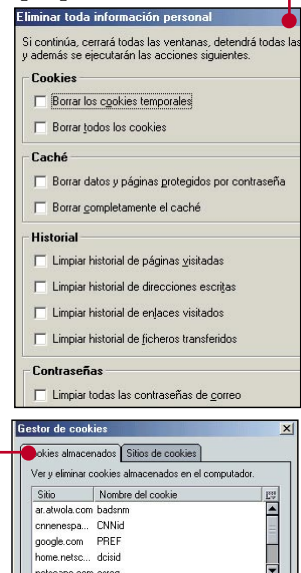 Eliminar toda información personal
Si continúa, cerrará todas las ventanas, detendrá todas las
y además se ejecutarán las acciones siguientes.
Cookies
Borrar los cookies temporales
Borrar todos los cookies
Caché
Borrar datos y páginas protegidos por contraseña
Borrar completamente el caché
Historial
Limpiar historial de páginas visitadas
Limpiar historial de direcciones escritas
Limpiar historial de enlaces visitados
Limpiar historial de ficheros transferidos
Contraseñas
Limpiar todas las contraseñas de correo
Gestor de cookies
ookies almacenados Sitios de cookies
Ver y eliminar cookies almacenados en el computador.
Sitio Nombre del cookie
ar.atwola.com badsnm
cnnenespa... CNNid
google.com PREF
home.netsc... dcisid